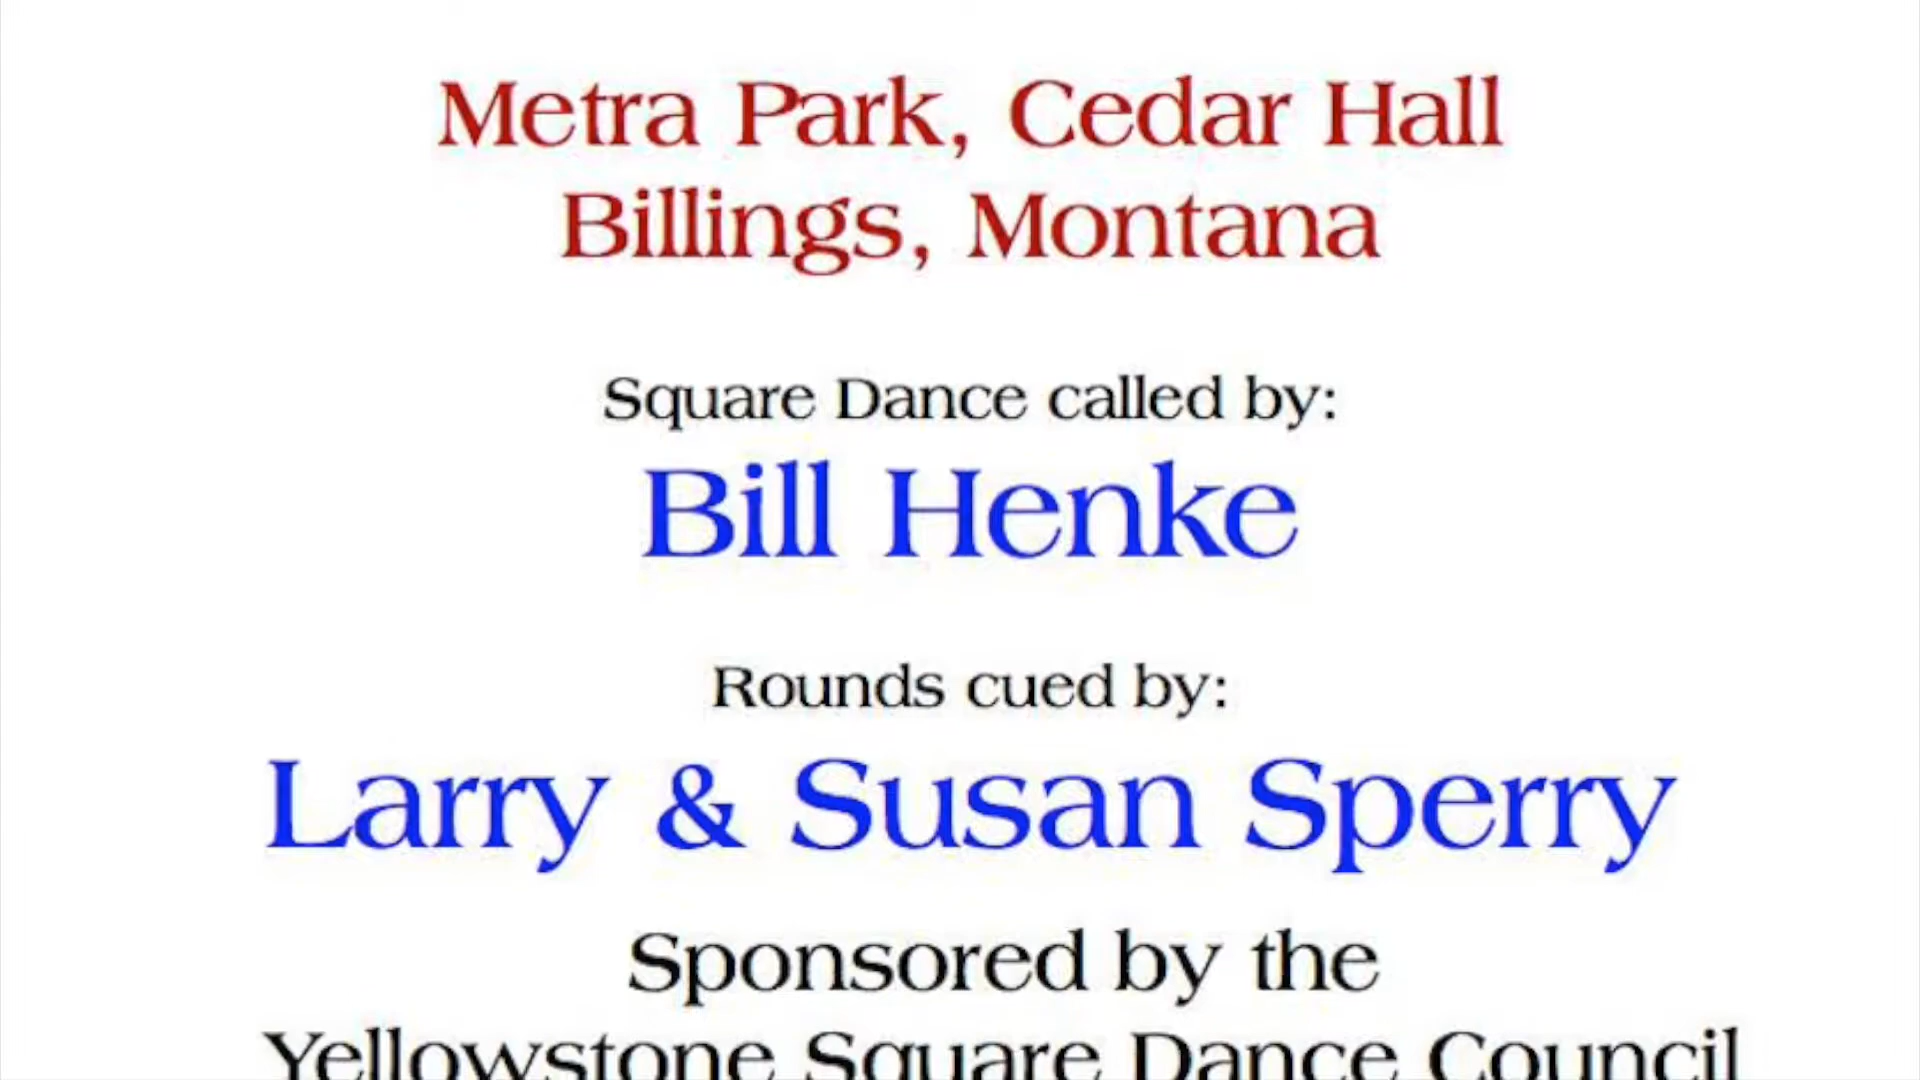 Metra Park, Cedar Hall
Billings, Montana
Square Dance called by:
Bill Henke
Rounds cued by:
Larry & Susan Sperry
Sponsored by the
Yellowstone Square Dance Council